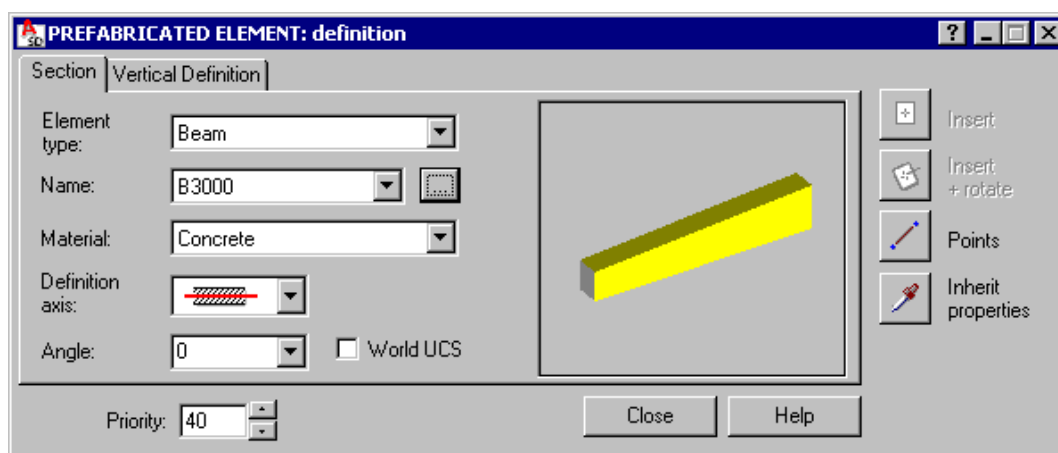 PREFABRICATED ELEMENT: definition
Section
Vertical Definition
Element
type:
Beam
Name:
B3000
...
Material:
Concrete
Definition
axis:
Angle:
0
World UCS
Priority:
40
Close
Help
Insert
Insert
+ rotate
Points
Inherit
properties